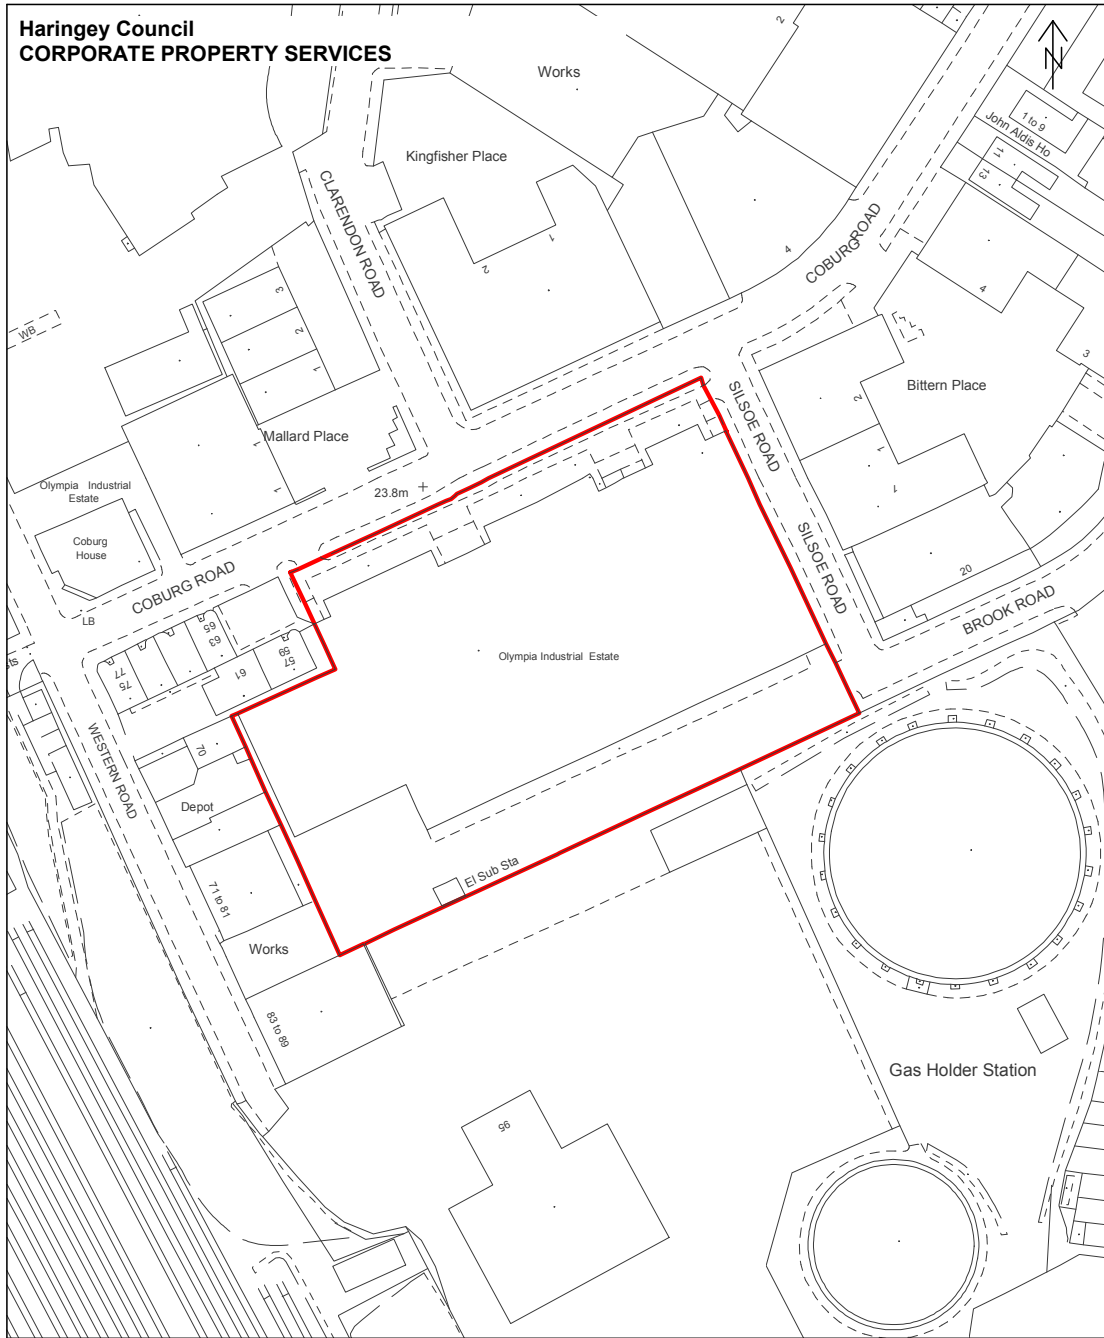 Haringey Council
CORPORATE PROPERTY SERVICES
N
Works
2
Kingfisher Place
John Aldis Ho
1 to 9
11
13
CLARENDON ROAD
1
2
4
COBURG ROAD
4
3
WB
3
2
1
Mallard Place
1
1
Olympia Industrial
Estate
Coburg
House
23.8m
SILSOE ROAD
2
Bittern Place
1
7
COBURG ROAD
LB
SILSOE ROAD
20
BROOK ROAD
65
63
59
57
61
77
75
Olympia Industrial Estate
WESTERN ROAD
70
Depot
El Sub Sta
71 to 81
Works
83 to 89
Gas Holder Station
95